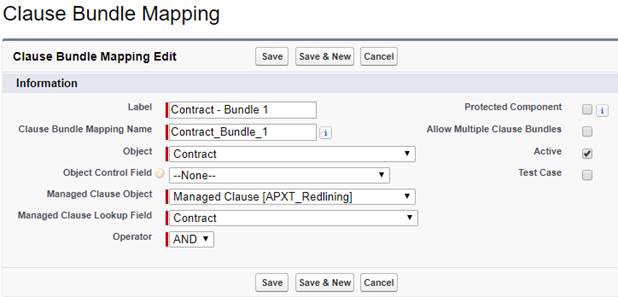 Clause Bundle Mapping
Clause Bundle Mapping Edit Save Save & New Cancel
Information
Label Contract - Bundle 1 Protected Component i
Clause Bundle Mapping Name Contract_Bundle_1 i Allow Multiple Clause Bundles
Object Contract Active
Object Control Field --None-- Test Case
Managed Clause Object Managed Clause [APXT_Redlining]
Managed Clause Lookup Field Contract
Operator AND
Save Save & New Cancel